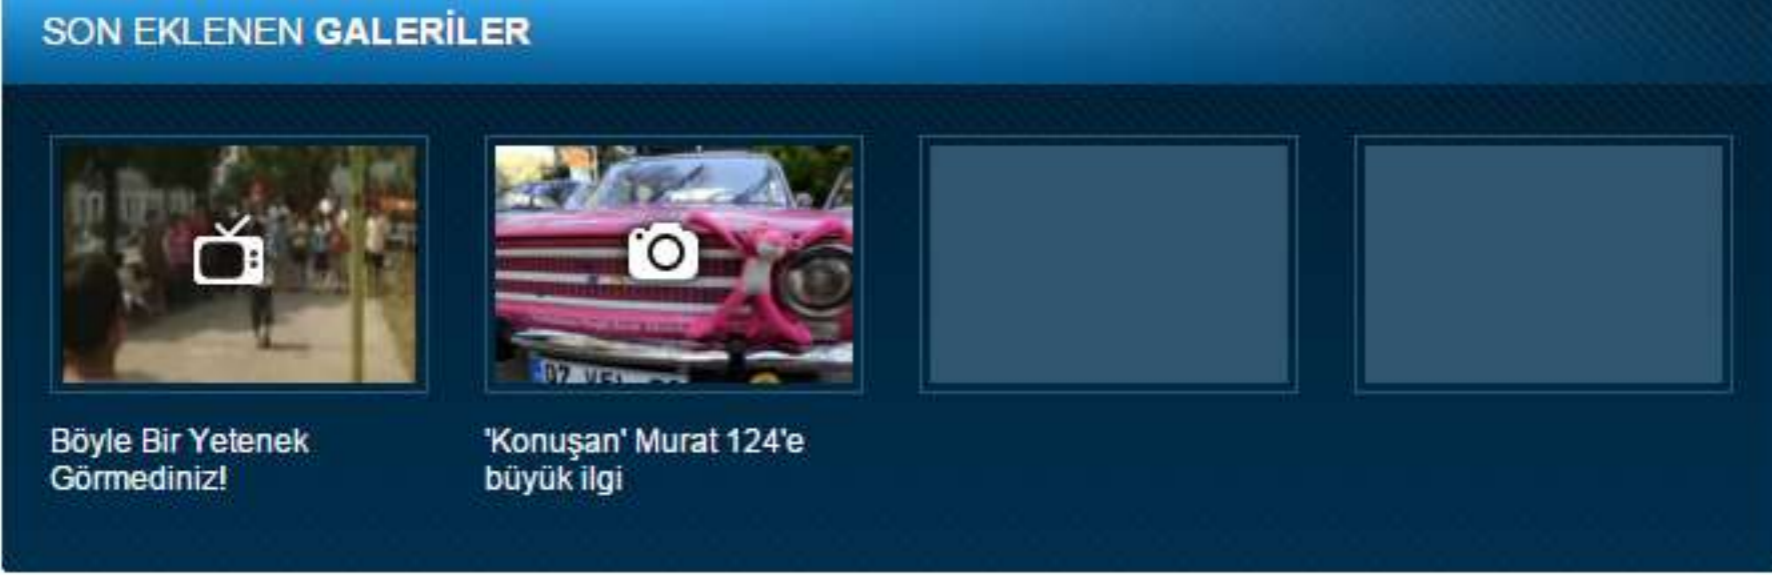 SON EKLENEN GALERİLER
Böyle Bir Yetenek
Görmediniz!
'Konuşan' Murat 124'e
büyük ilgi